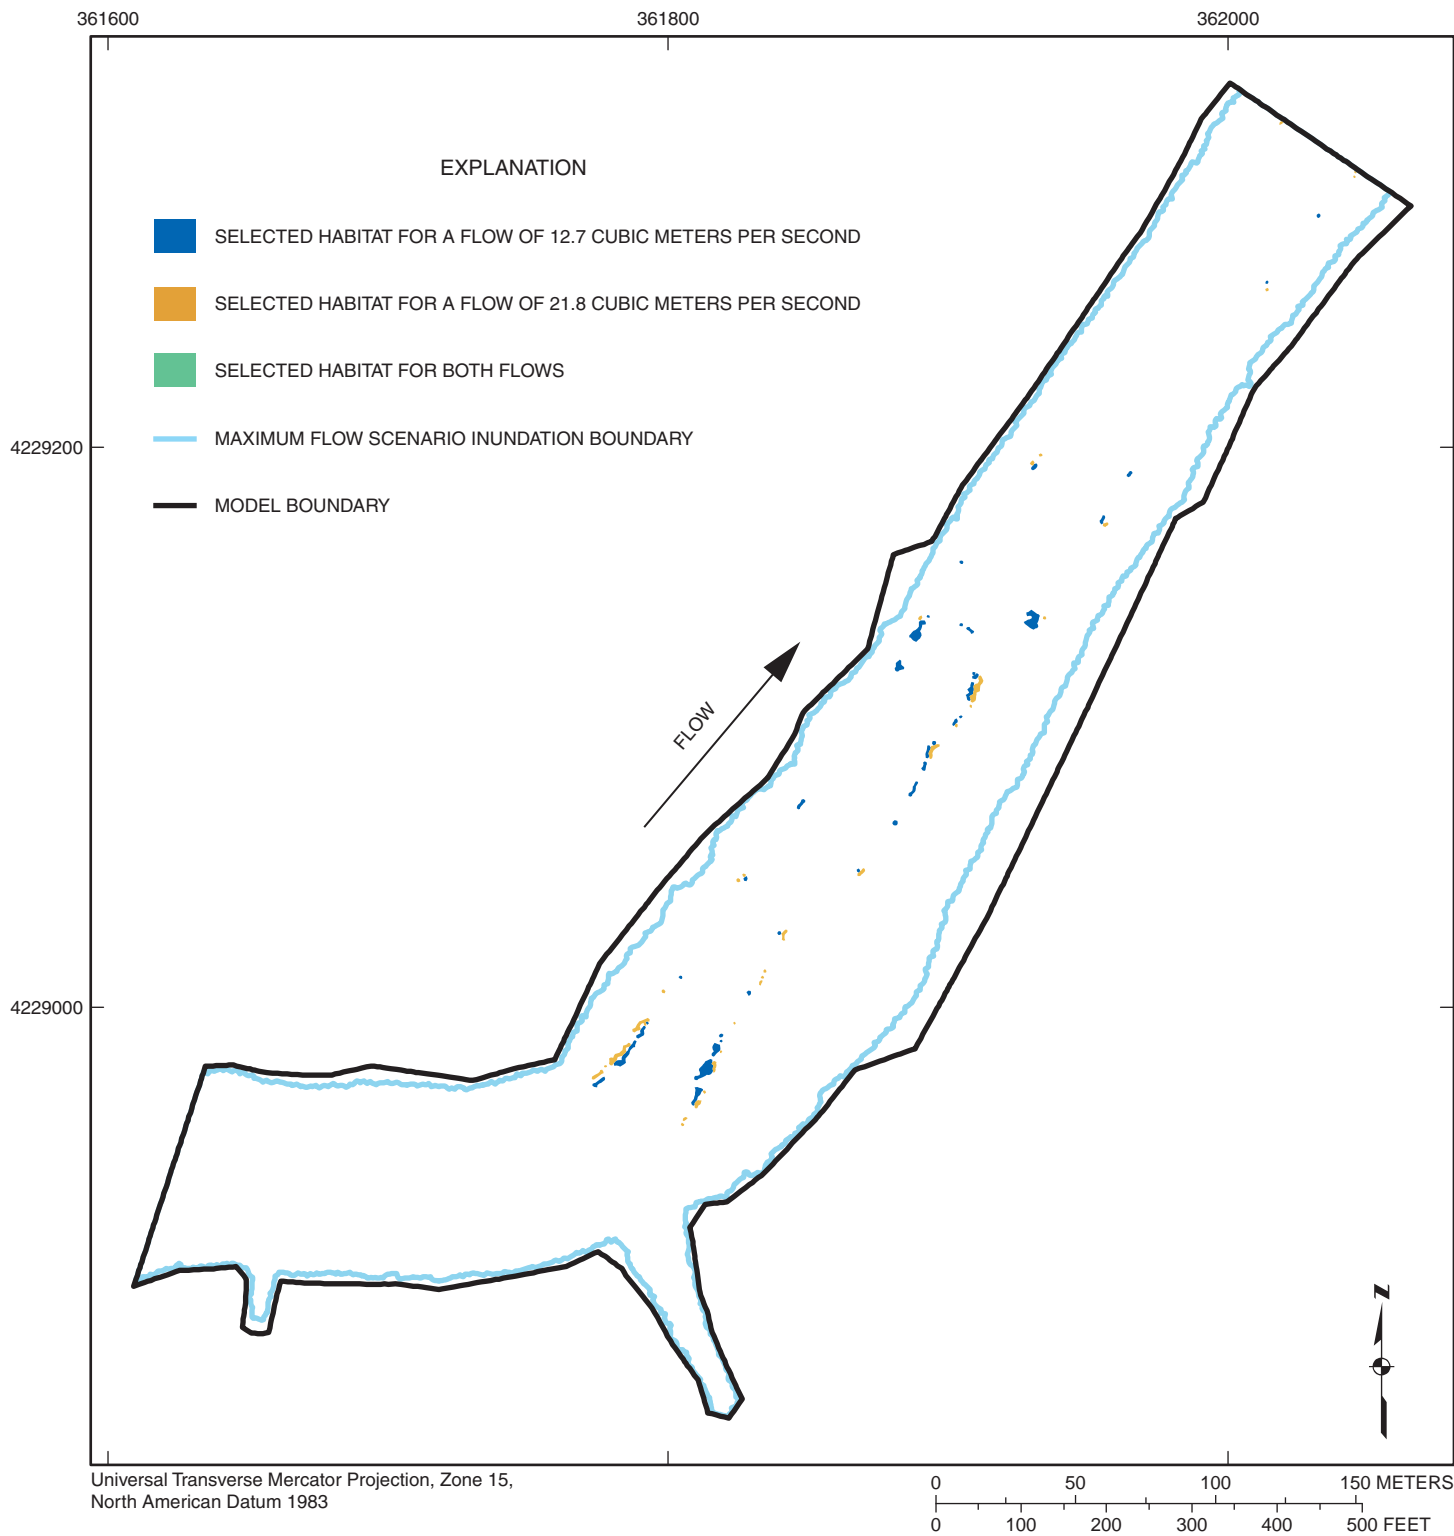 361600 361800 362000
EXPLANATION
SELECTED HABITAT FOR A FLOW OF 12.7 CUBIC METERS PER SECOND
SELECTED HABITAT FOR A FLOW OF 21.8 CUBIC METERS PER SECOND
SELECTED HABITAT FOR BOTH FLOWS
MAXIMUM FLOW SCENARIO INUNDATION BOUNDARY
4229200
MODEL BOUNDARY
FLOW
4229000
N
Universal Transverse Mercator Projection, Zone 15,
North American Datum 1983
0 50 100 150 METERS
0 100 200 300 400 500 FEET